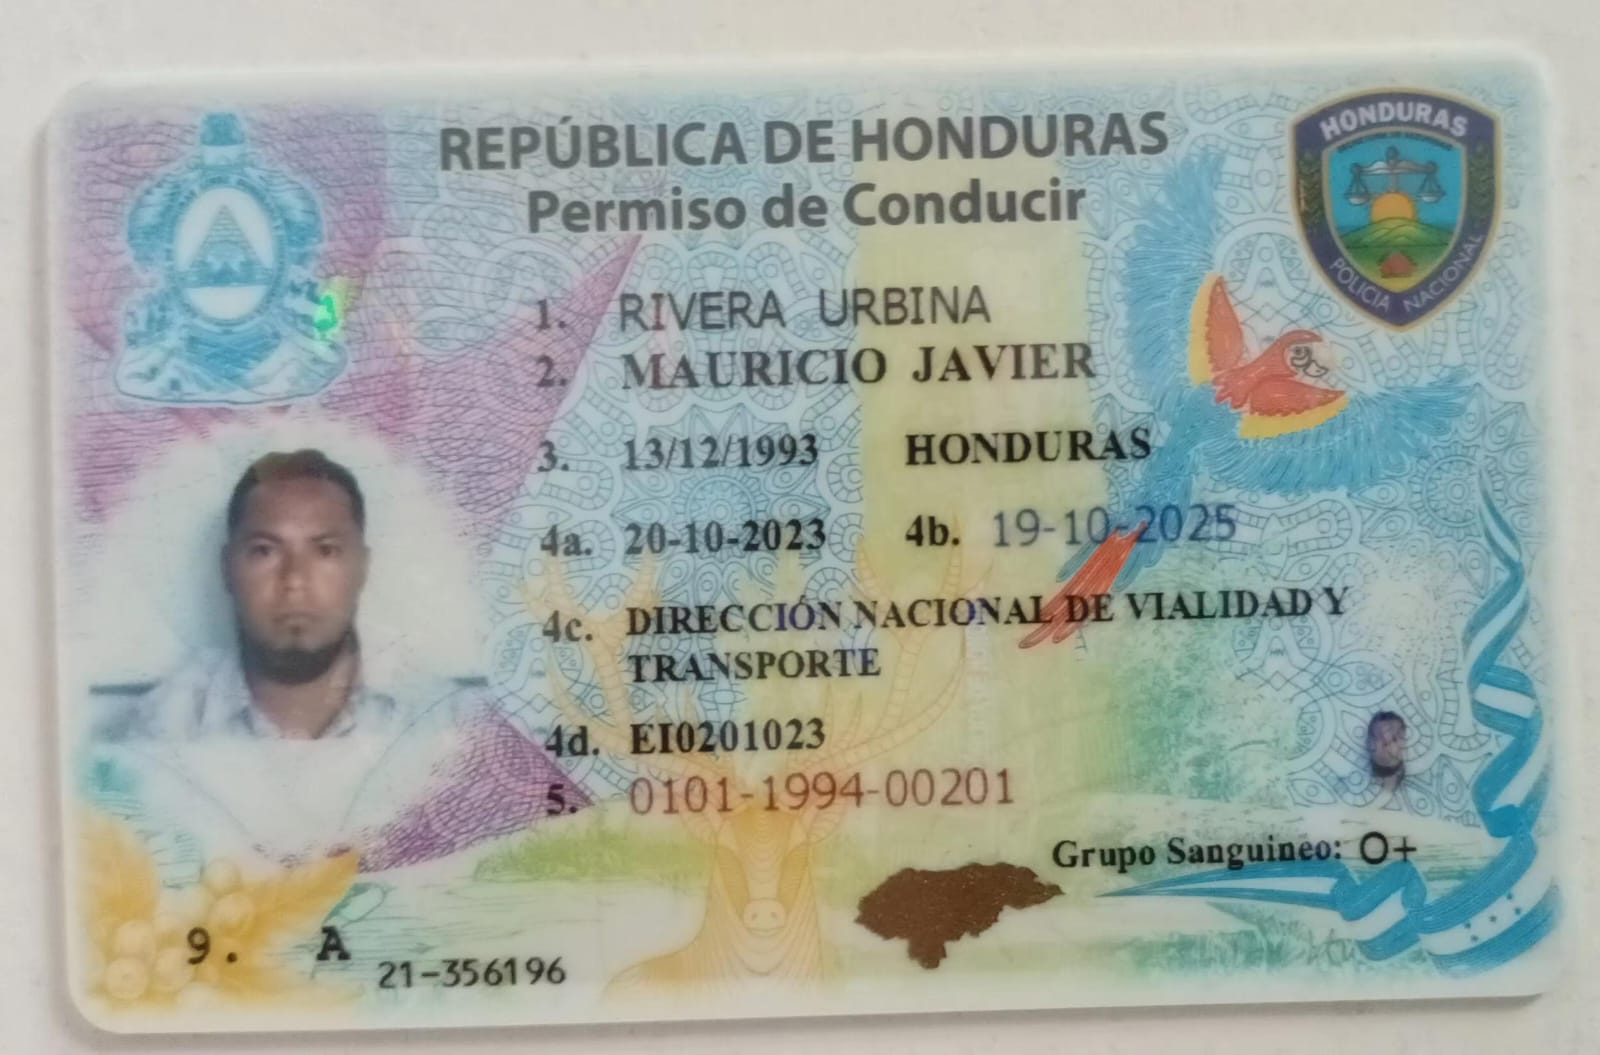 REPÚBLICA DE HONDURAS
Permiso de Conducir
HONDURAS
POLICIA NACIONAL
1. RIVERA URBINA
2. MAURICIO JAVIER
3. 13/12/1993 HONDURAS
4a. 20-10-2023 4b. 19-10-2025
4c. DIRECCIÓN NACIONAL DE VIALIDAD Y
TRANSPORTE
4d. EI0201023
5. 0101-1994-00201
Grupo Sanguineo: O+
9. A
21-356196